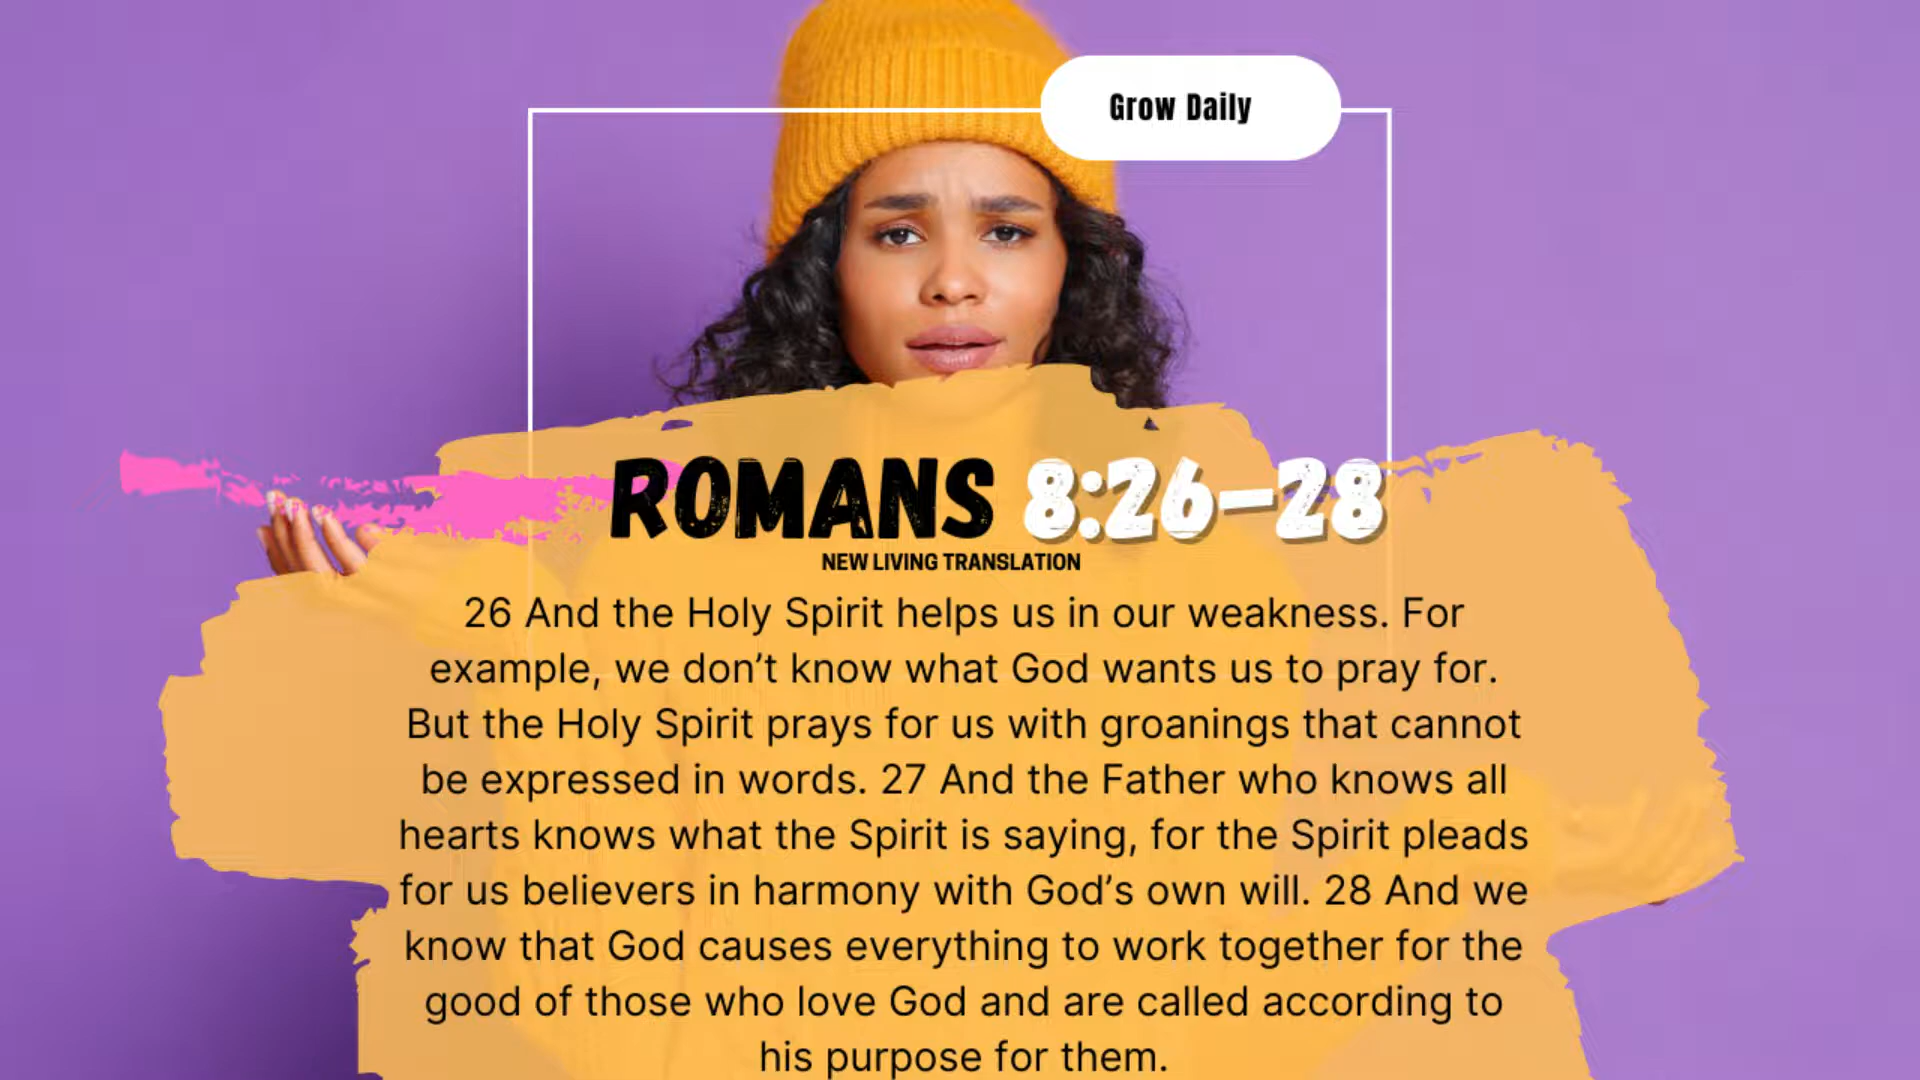 Grow Daily
ROMANS 8:26–28
NEW LIVING TRANSLATION
26 And the Holy Spirit helps us in our weakness. For
example, we don’t know what God wants us to pray for.
But the Holy Spirit prays for us with groanings that cannot
be expressed in words. 27 And the Father who knows all
hearts knows what the Spirit is saying, for the Spirit pleads
for us believers in harmony with God’s own will. 28 And we
know that God causes everything to work together for the
good of those who love God and are called according to
his purpose for them.